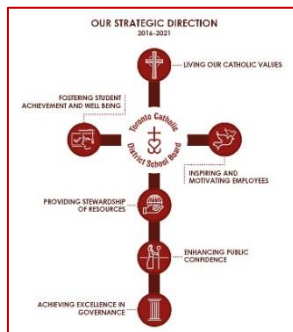 OUR STRATEGIC DIRECTION
2016-2021
LIVING OUR CATHOLIC VALUES
FOSTERING STUDENT
ACHIEVEMENT AND WELL BEING
Toronto Catholic
District School Board
INSPIRING AND
MOTIVATING EMPLOYEES
PROVIDING STEWARDSHIP
OF RESOURCES
ENHANCING PUBLIC
CONFIDENCE
ACHIEVING EXCELLENCE IN
GOVERNANCE